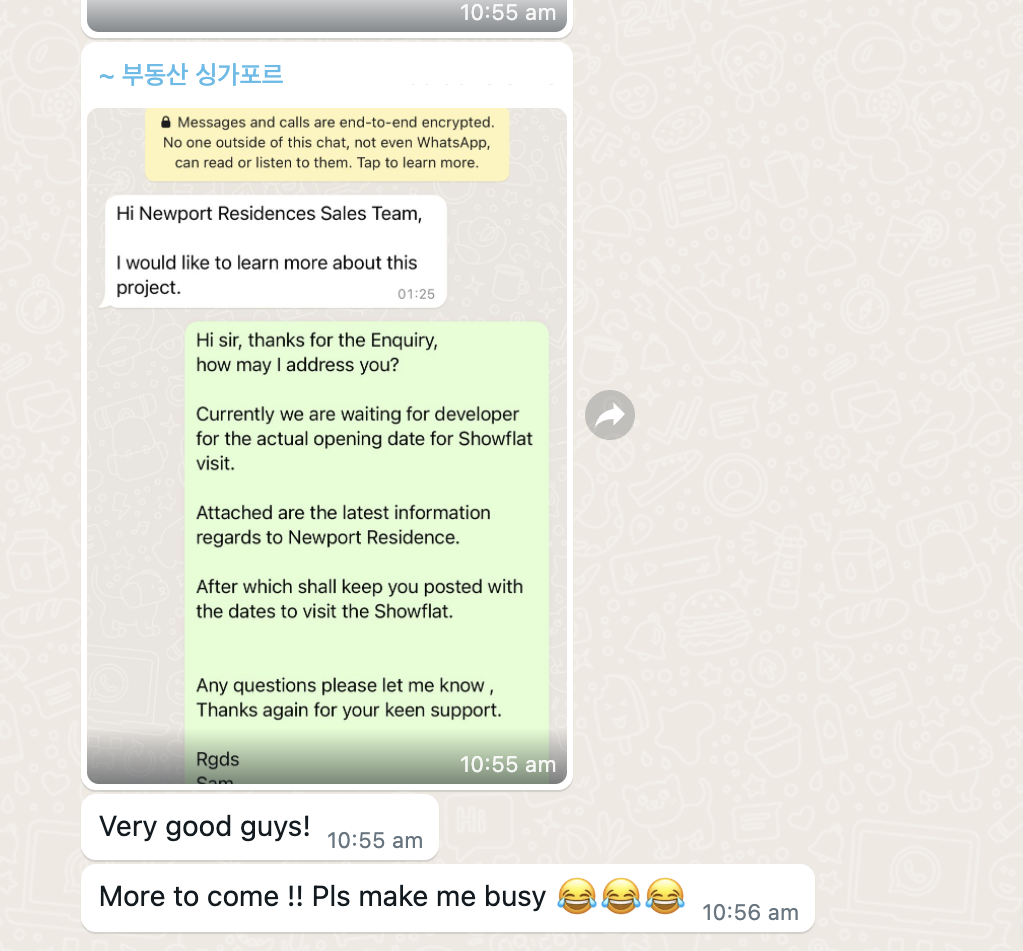 10:55 am
~ 부동산 싱가포르
Messages and calls are end-to-end encrypted.
No one outside of this chat, not even WhatsApp,
can read or listen to them. Tap to learn more.
Hi Newport Residences Sales Team,
I would like to learn more about this
project.
01:25
Hi sir, thanks for the Enquiry,
how may I address you?
Currently we are waiting for developer
for the actual opening date for Showflat
visit.
Attached are the latest information
regards to Newport Residence.
After which shall keep you posted with
the dates to visit the Showflat.
Any questions please let me know ,
Thanks again for your keen support.
Rgds
Sam
10:55 am
Very good guys!
10:55 am
More to come !! Pls make me busy 😂😂😂
10:56 am